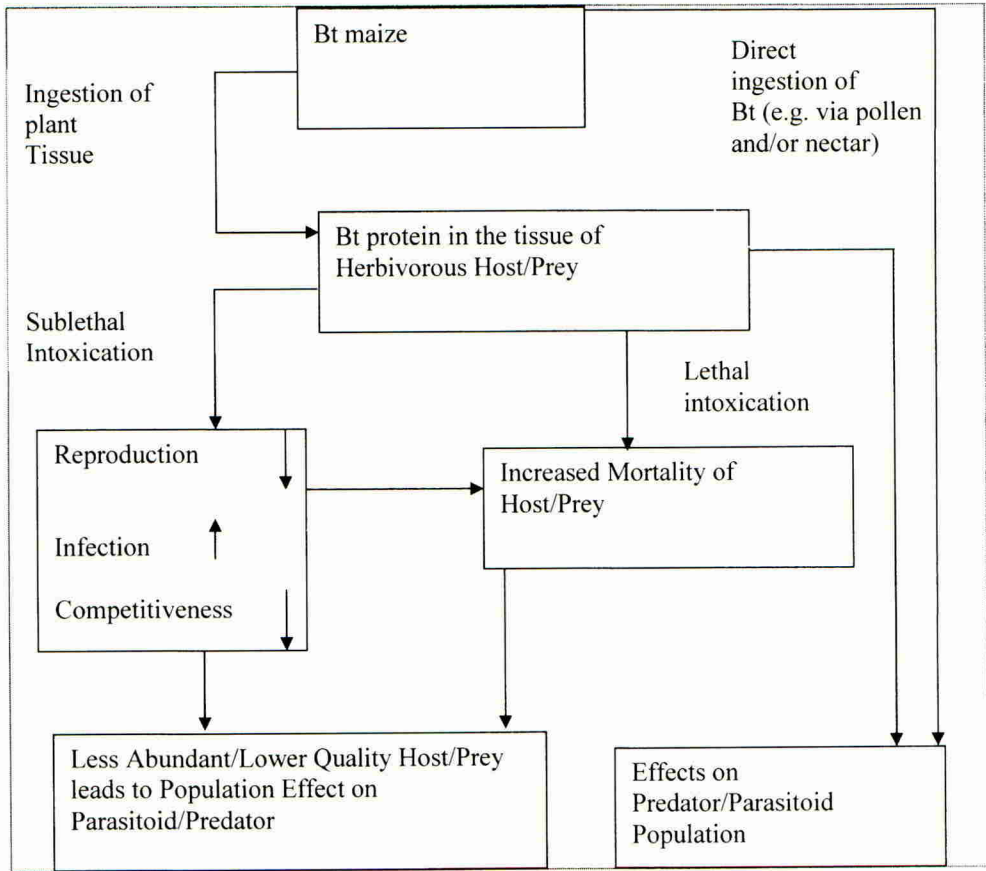 Bt maize
Ingestion of
plant
Tissue
Direct
ingestion of
Bt (e.g. via pollen
and/or nectar)
Bt protein in the tissue of
Herbivorous Host/Prey
Sublethal
Intoxication
Lethal
intoxication
Reproduction
Infection
Competitiveness
Increased Mortality of
Host/Prey
Less Abundant/Lower Quality Host/Prey
leads to Population Effect on
Parasitoid/Predator
Effects on
Predator/Parasitoid
Population